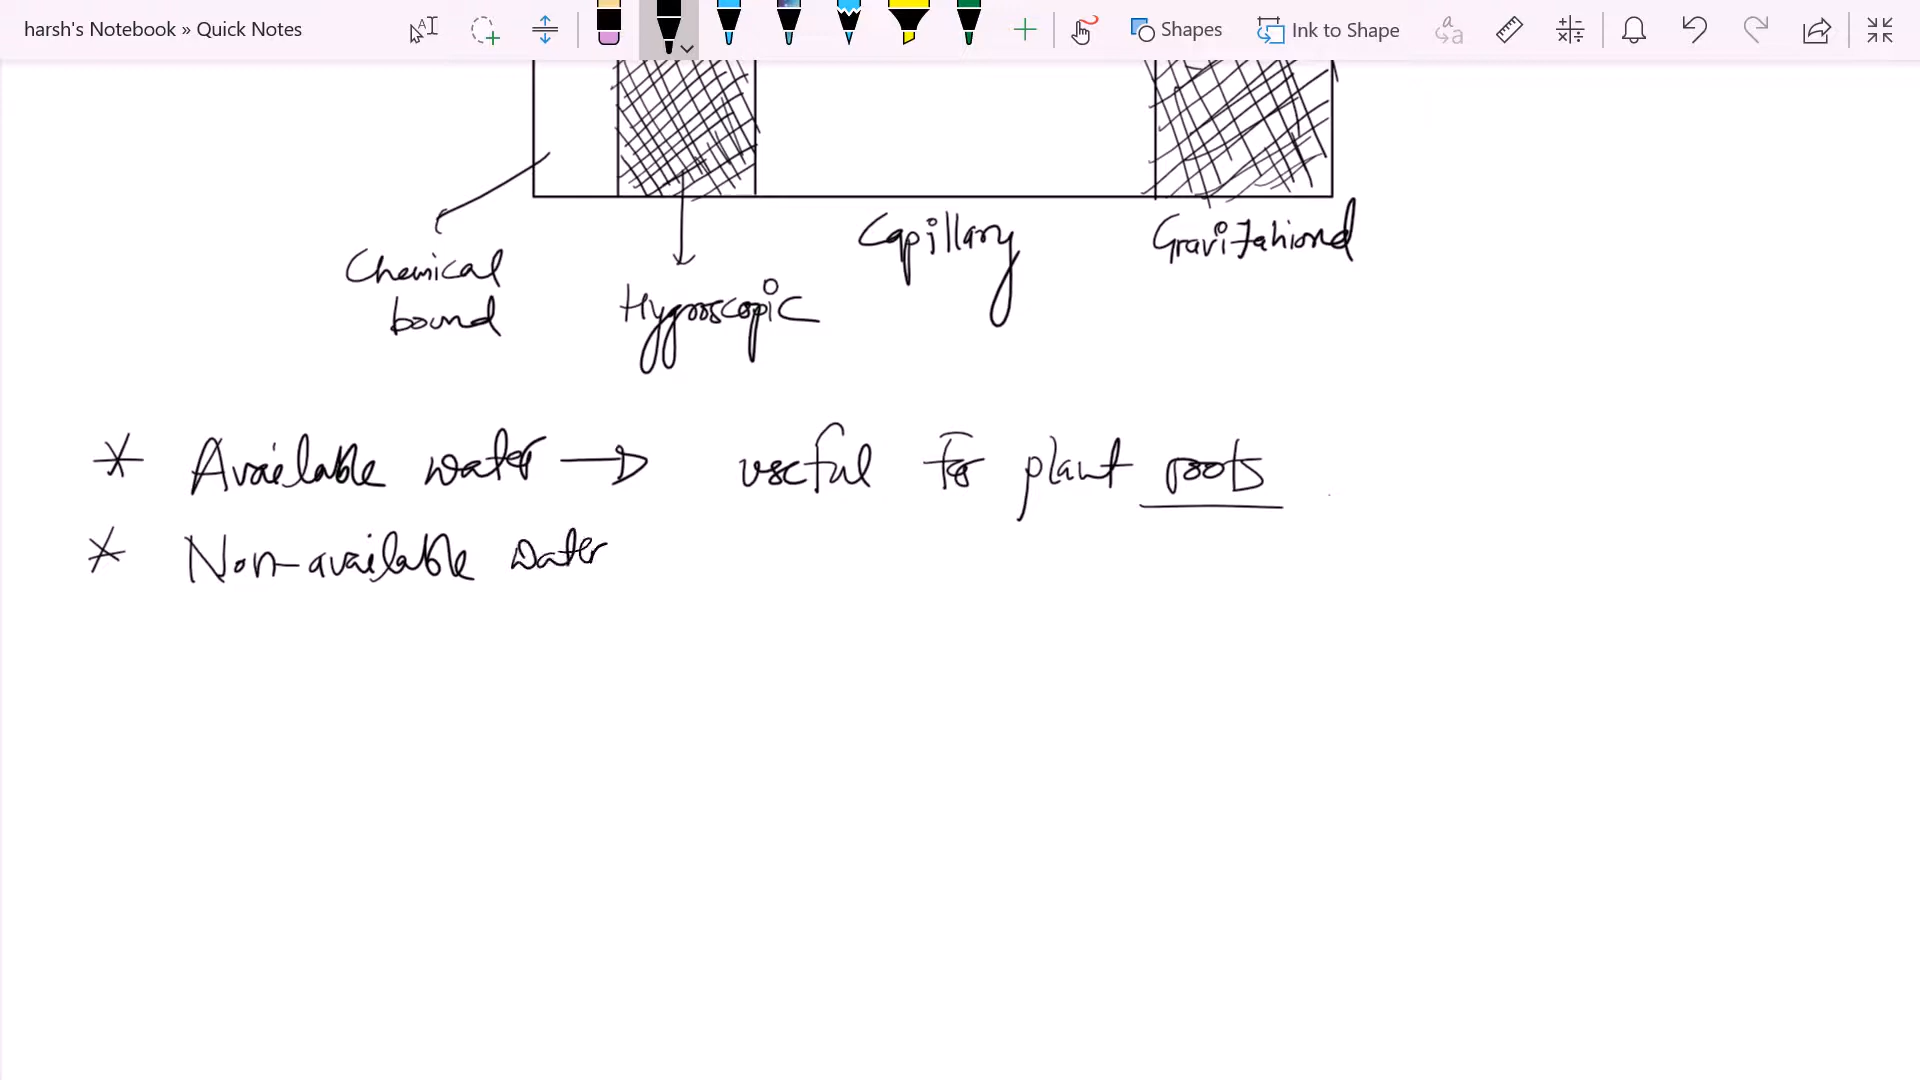 harsh's Notebook » Quick Notes
Shapes
Ink to Shape
Chemical
bound
Hygroscopic
Capillary
Gravitational
* Available water → useful for plant roots
* Non-available water